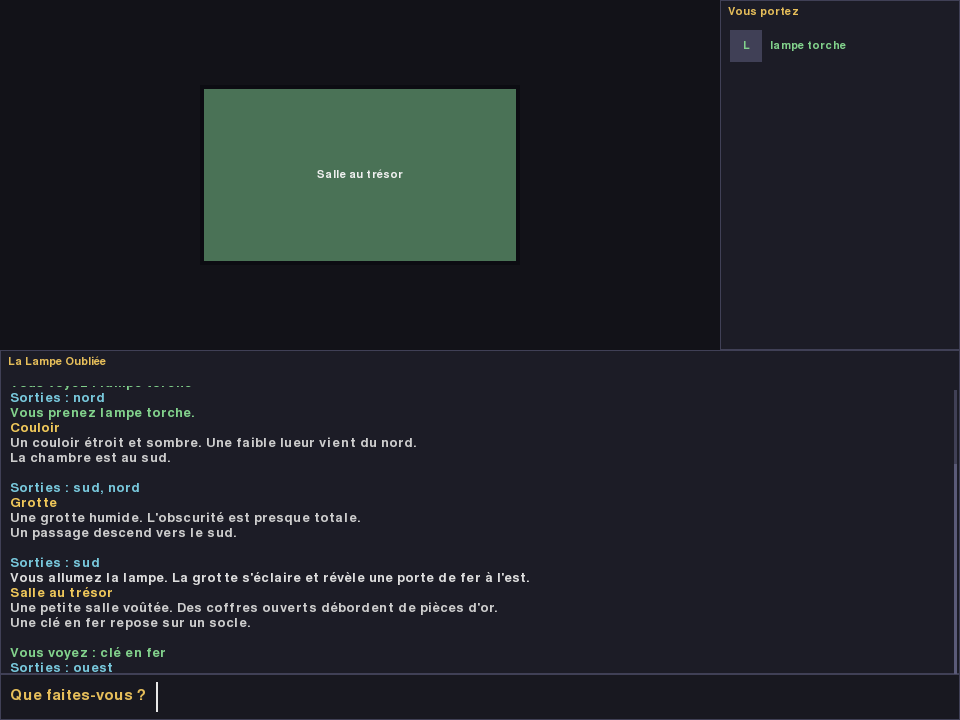 Vous portez
L lampe torche
Salle au trésor
La Lampe Oubliée
Sorties : nord
Vous prenez lampe torche.
Couloir
Un couloir étroit et sombre. Une faible lueur vient du nord.
La chambre est au sud.
Sorties : sud, nord
Grotte
Une grotte humide. L'obscurité est presque totale.
Un passage descend vers le sud.
Sorties : sud
Vous allumez la lampe. La grotte s'éclaire et révèle une porte de fer à l'est.
Salle au trésor
Une petite salle voûtée. Des coffres ouverts débordent de pièces d'or.
Une clé en fer repose sur un socle.
Vous voyez : clé en fer
Sorties : ouest
Que faites-vous ?